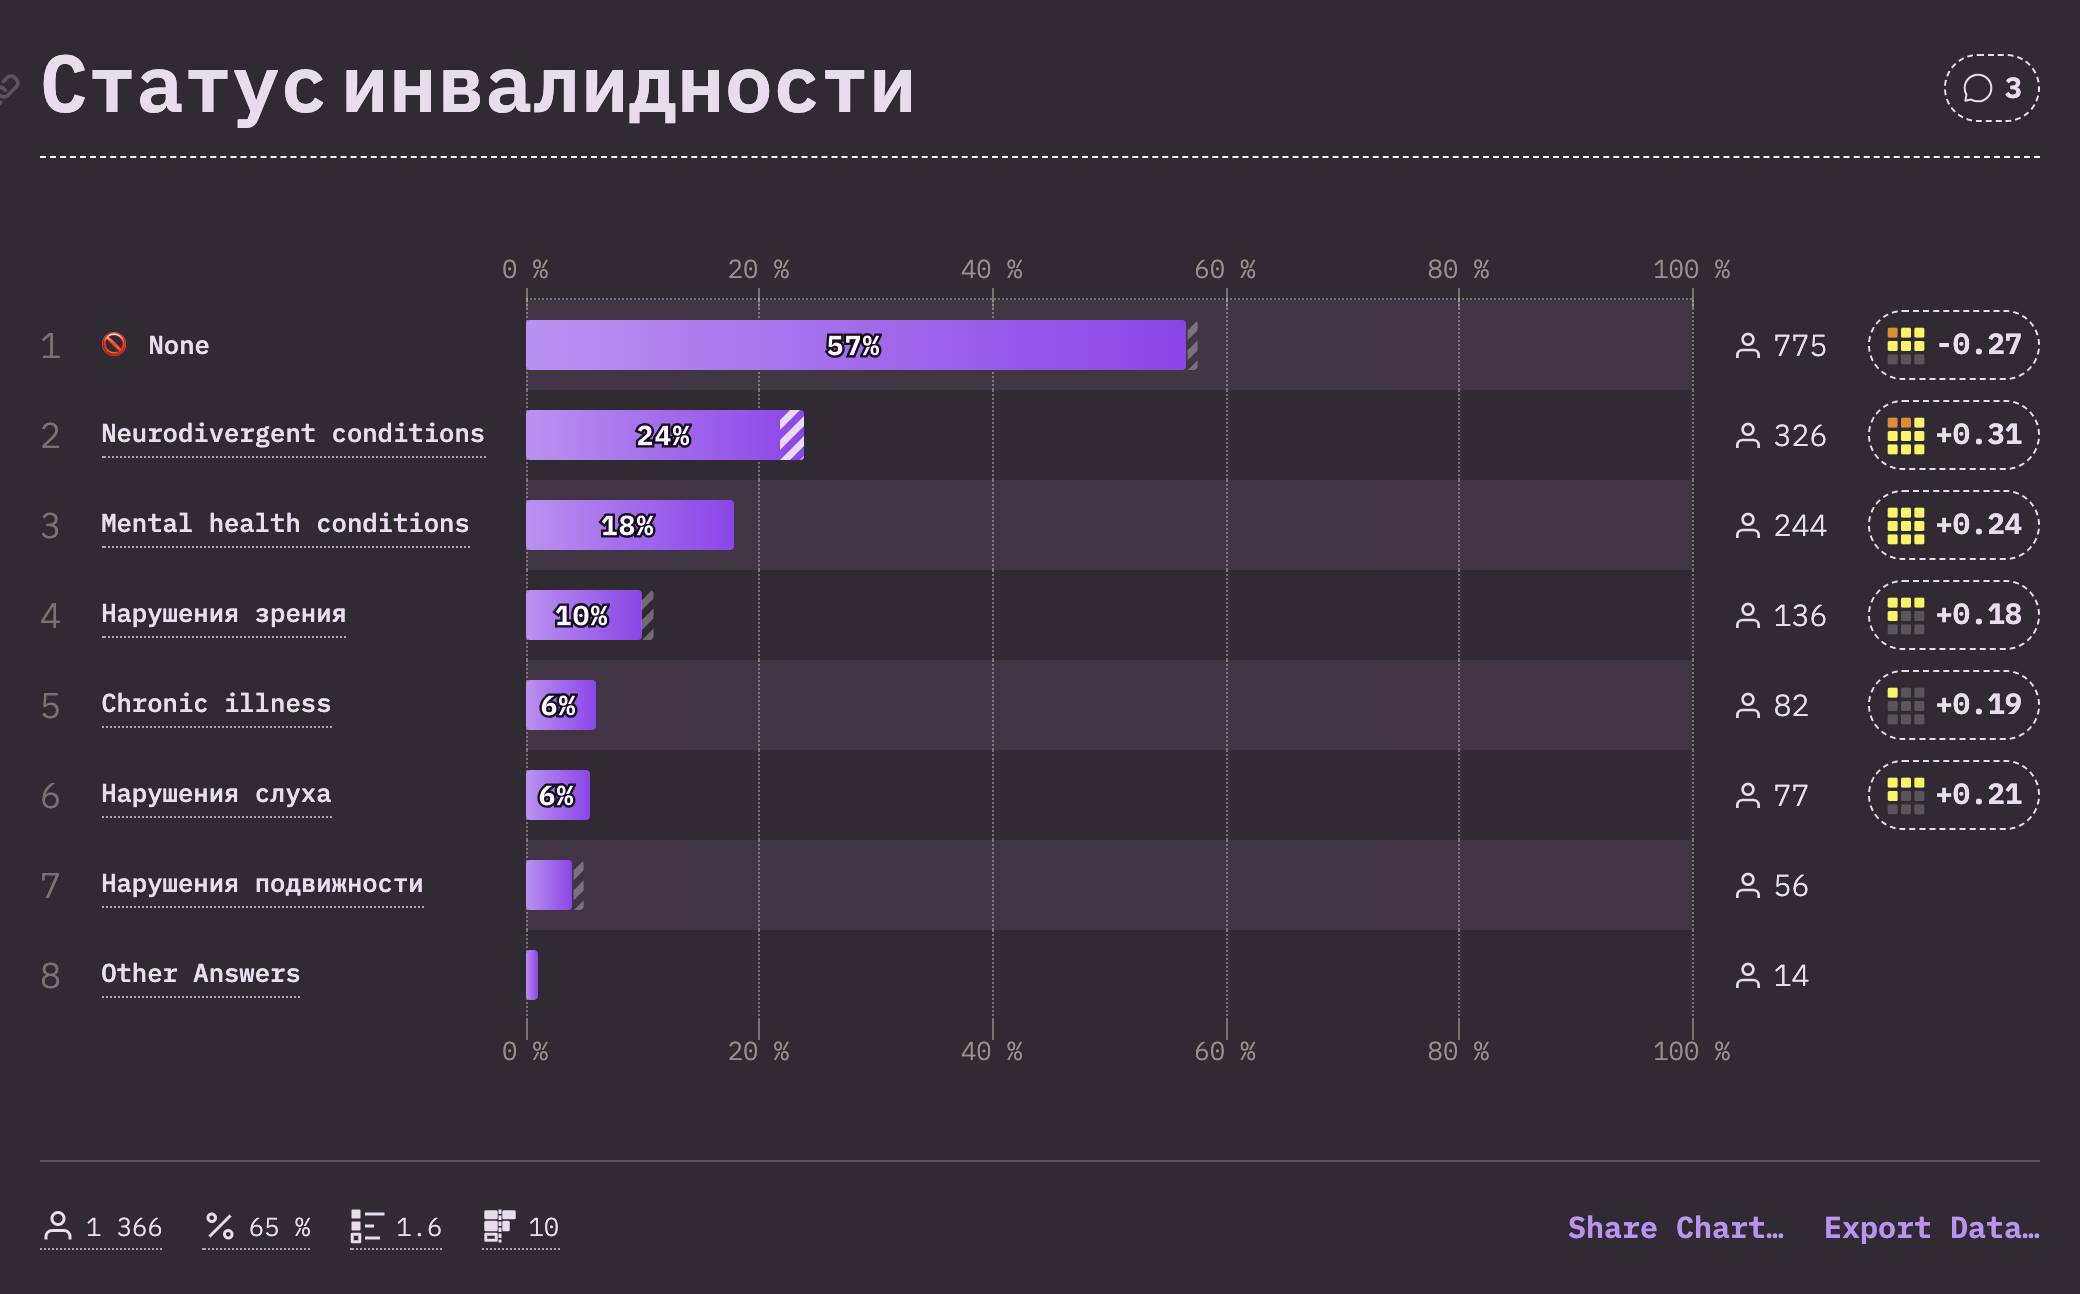 Статус инвалидности
3
0 % 20 % 40 % 60 % 80 % 100 %
1 None 57% 775 -0.27
2 Neurodivergent conditions 24% 326 +0.31
3 Mental health conditions 18% 244 +0.24
4 Нарушения зрения 10% 136 +0.18
5 Chronic illness 6% 82 +0.19
6 Нарушения слуха 6% 77 +0.21
7 Нарушения подвижности 56
8 Other Answers 14
0 % 20 % 40 % 60 % 80 % 100 %
1 366 65 % 1.6 10 Share Chart… Export Data…